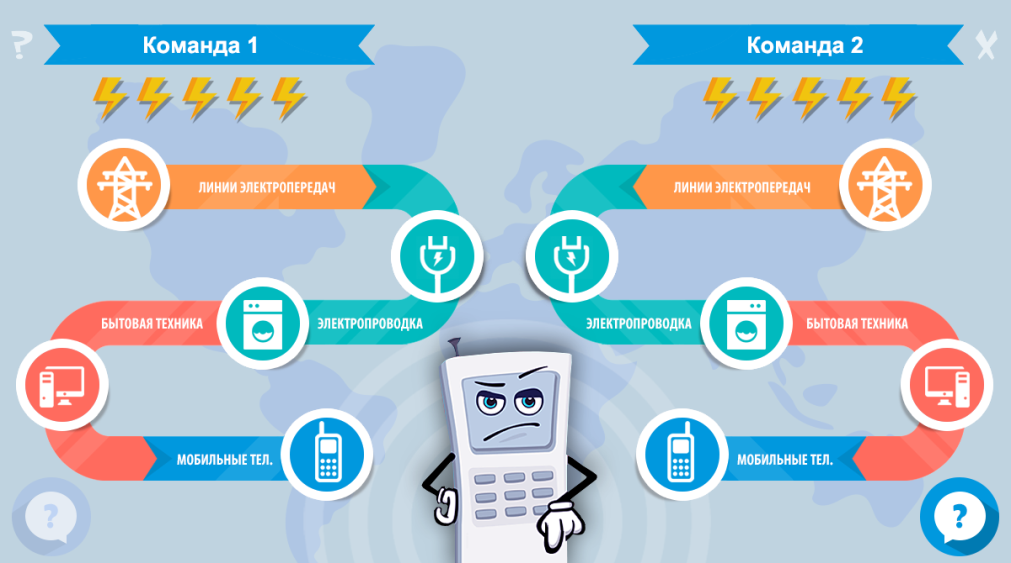 ?
Команда 1
Команда 2
X
ЛИНИИ ЭЛЕКТРОПЕРЕДАЧ
ЛИНИИ ЭЛЕКТРОПЕРЕДАЧ
БЫТОВАЯ ТЕХНИКА
ЭЛЕКТРОПРОВОДКА
ЭЛЕКТРОПРОВОДКА
БЫТОВАЯ ТЕХНИКА
МОБИЛЬНЫЕ ТЕЛ.
МОБИЛЬНЫЕ ТЕЛ.
?
?